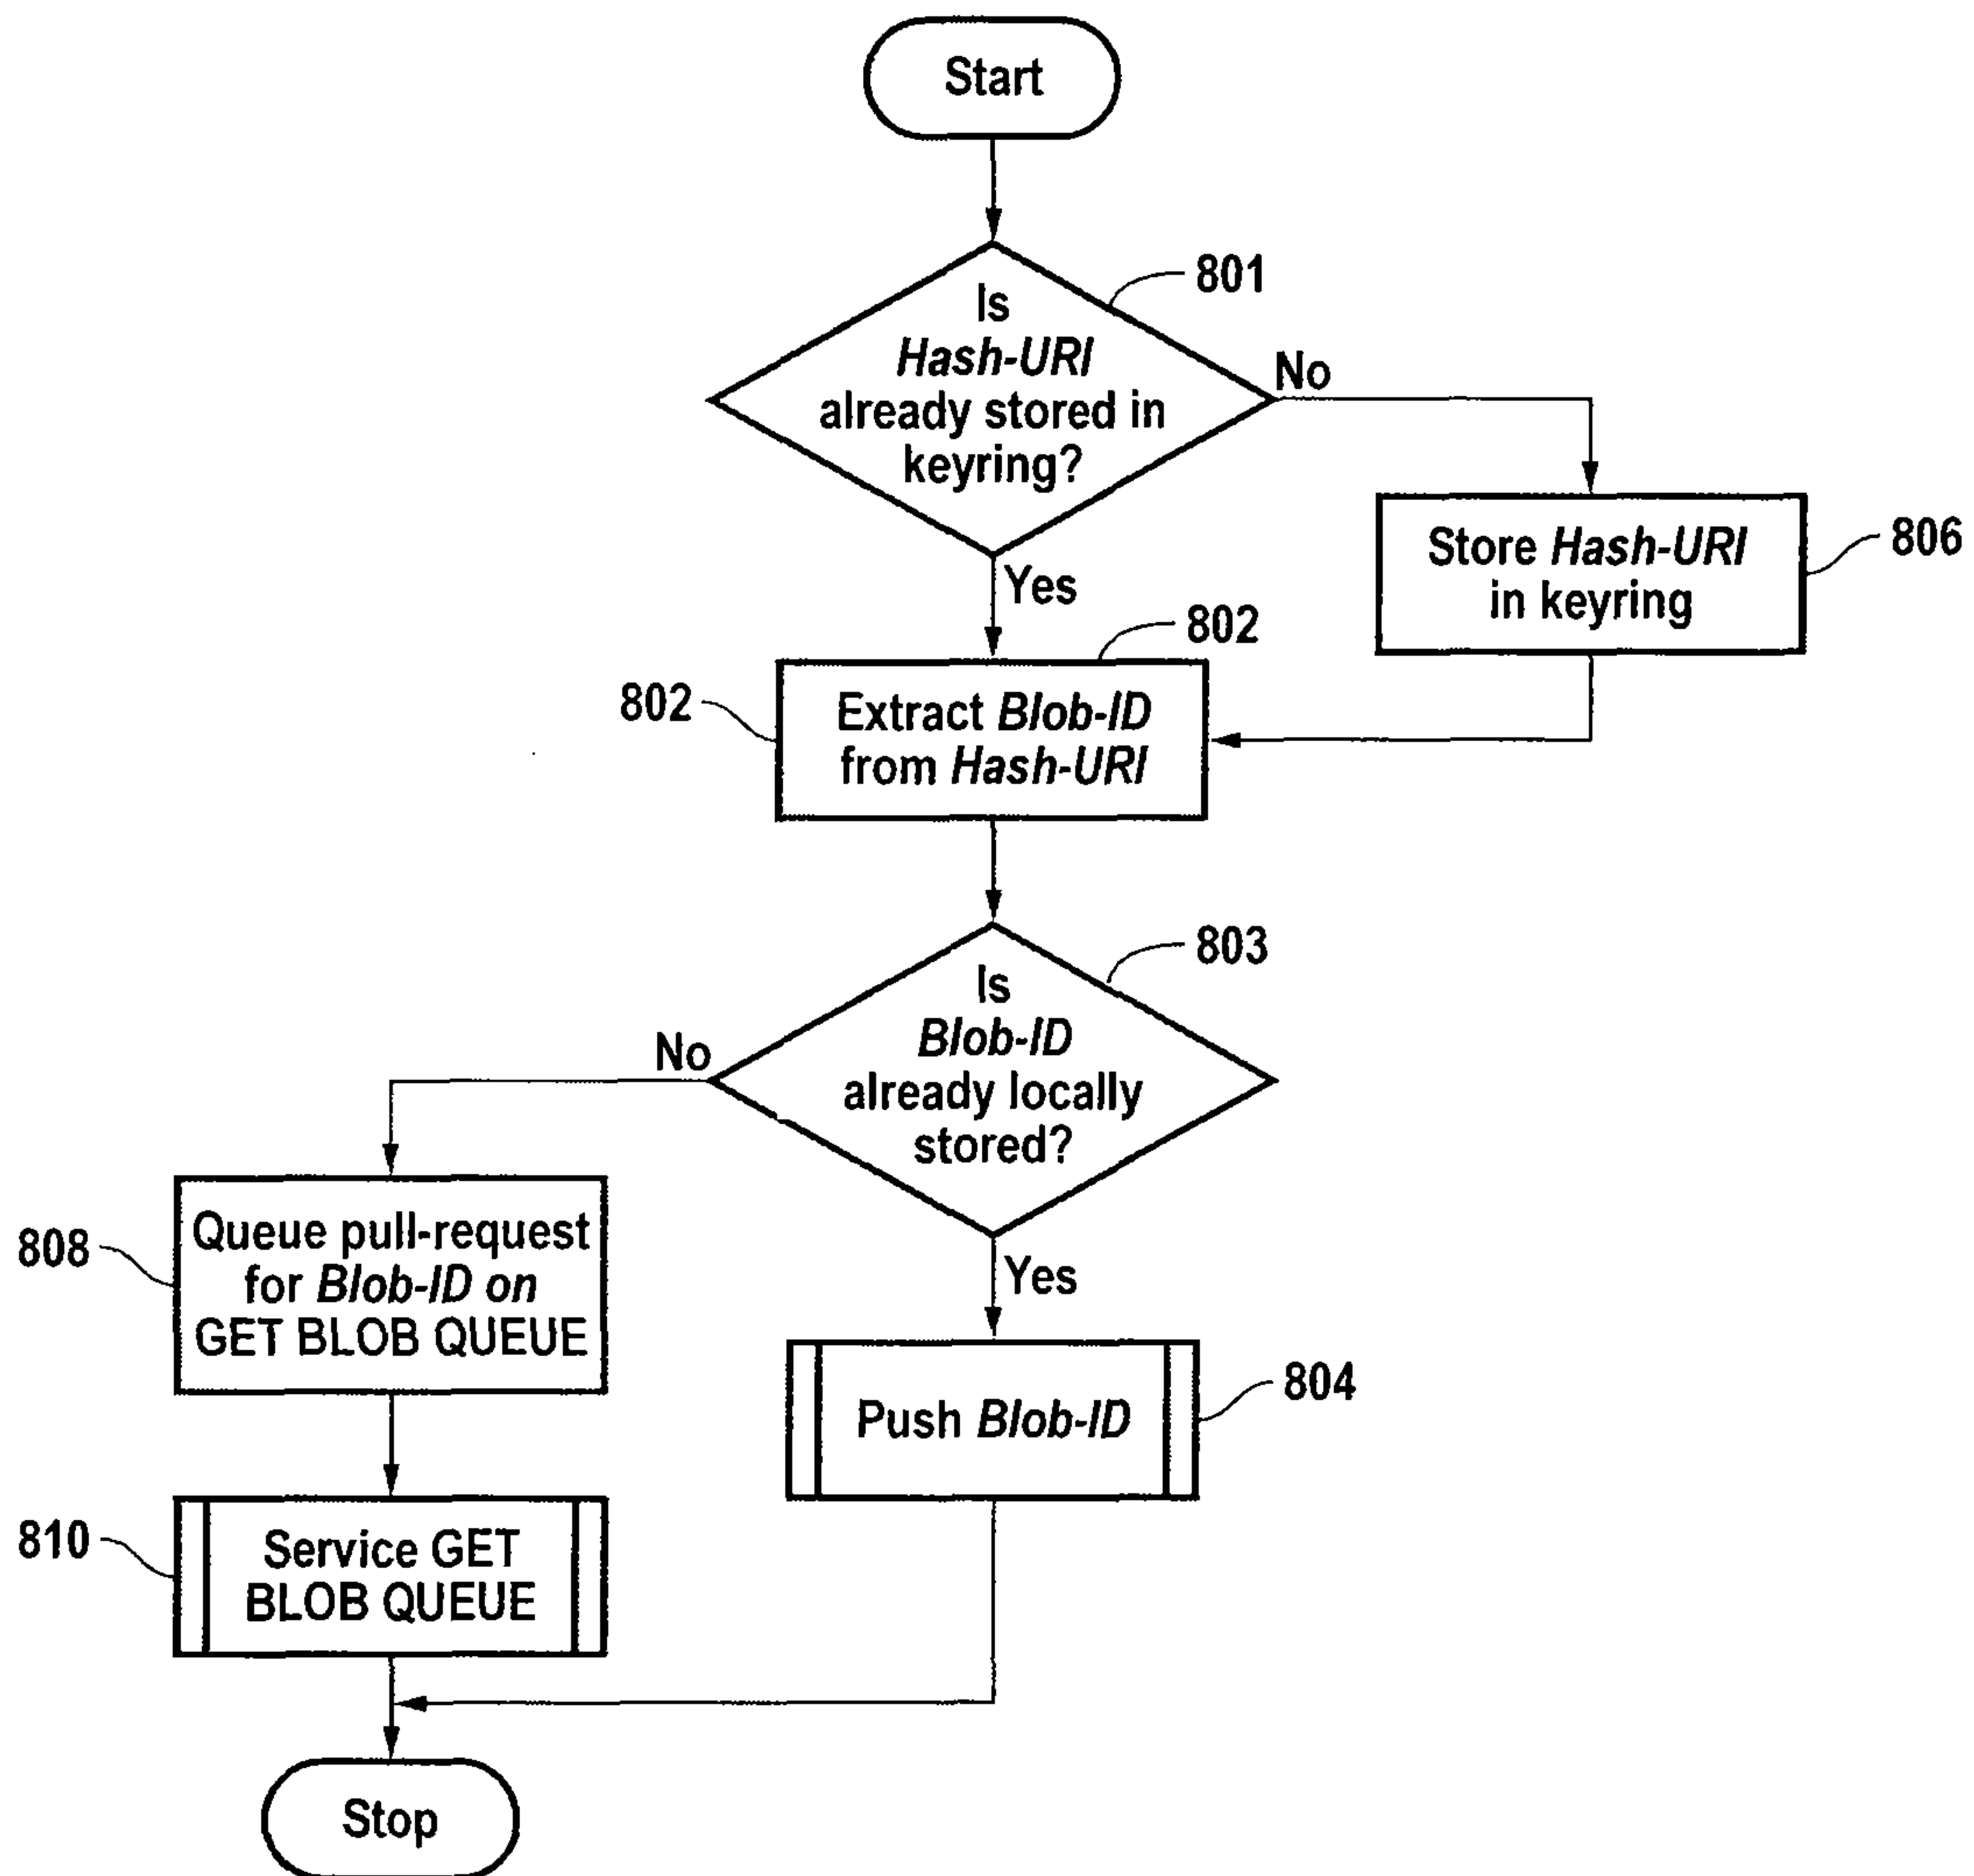 Start
801
Is
Hash-URI
already stored in
keyring?
No
Store Hash-URI
in keyring
806
Yes
802
802
Extract Blob-ID
from Hash-URI
803
Is
Blob-ID
already locally
stored?
No
Yes
808
Queue pull-request
for Blob-ID on
GET BLOB QUEUE
804
Push Blob-ID
810
Service GET
BLOB QUEUE
Stop